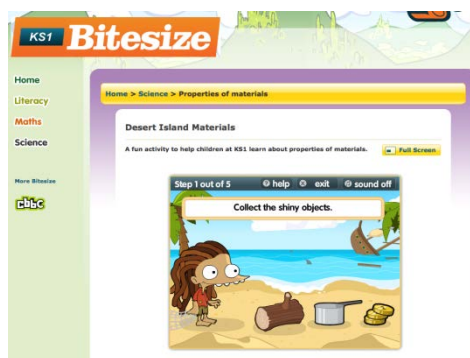 KS1 Bitesize
Home
Literacy
Maths
Science
More Bitesize
cbbc
Home > Science > Properties of materials
Desert Island Materials
A fun activity to help children at KS1 learn about properties of materials.
Full Screen
Step 1 out of 5 help exit sound off
Collect the shiny objects.